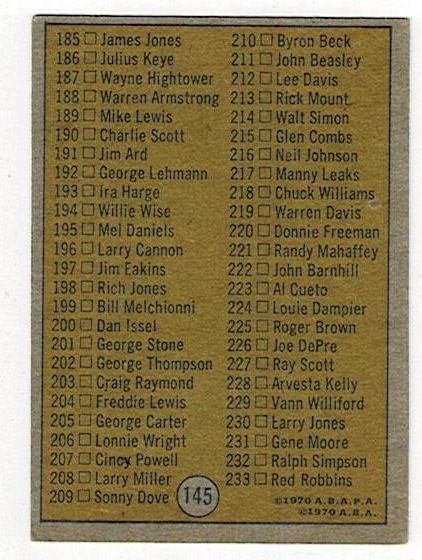 185 James Jones
186 Julius Keye
187 Wayne Hightower
188 Warren Armstrong
189 Mike Lewis
190 Charlie Scott
191 Jim Ard
192 George Lehmann
193 Ira Harge
194 Willie Wise
195 Mel Daniels
196 Larry Cannon
197 Jim Eakins
198 Rich Jones
199 Bill Melchionni
200 Dan Issel
201 George Stone
202 George Thompson
203 Craig Raymond
204 Freddie Lewis
205 George Carter
206 Lonnie Wright
207 Cincy Powell
208 Larry Miller
209 Sonny Dove
145
210 Byron Beck
211 John Beasley
212 Lee Davis
213 Rick Mount
214 Walt Simon
215 Glen Combs
216 Neil Johnson
217 Manny Leaks
218 Chuck Williams
219 Warren Davis
220 Donnie Freeman
221 Randy Mahaffey
222 John Barnhill
223 Al Cueto
224 Louie Dampier
225 Roger Brown
226 Joe DePre
227 Ray Scott
228 Arvesta Kelly
229 Vann Williford
230 Larry Jones
231 Gene Moore
232 Ralph Simpson
233 Red Robbins
©1970 A.B.A.P.A.
©1970 A.B.A.